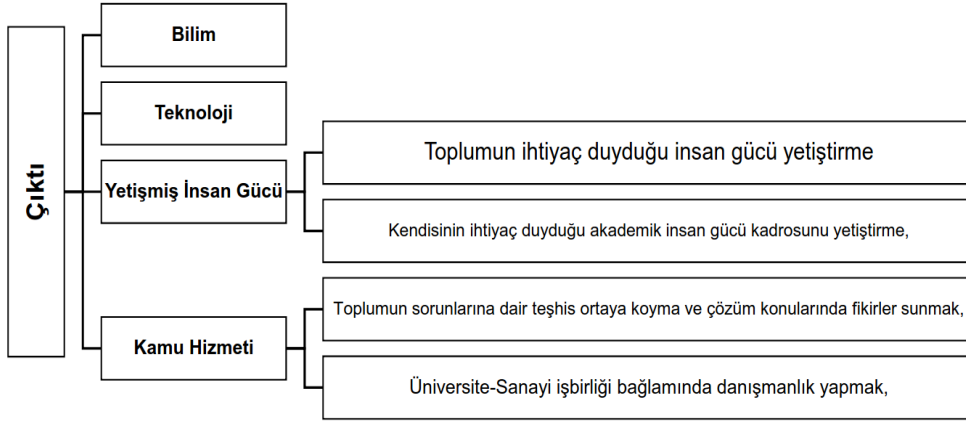 Çıktı
Bilim
Teknoloji
Yetişmiş İnsan Gücü
Toplumun ihtiyaç duyduğu insan gücü yetiştirme
Kendisinin ihtiyaç duyduğu akademik insan gücü kadrosunu yetiştirme,
Kamu Hizmeti
Toplumun sorunlarına dair teşhis ortaya koyma ve çözüm konularında fikirler sunmak,
Üniversite-Sanayi işbirliği bağlamında danışmanlık yapmak,